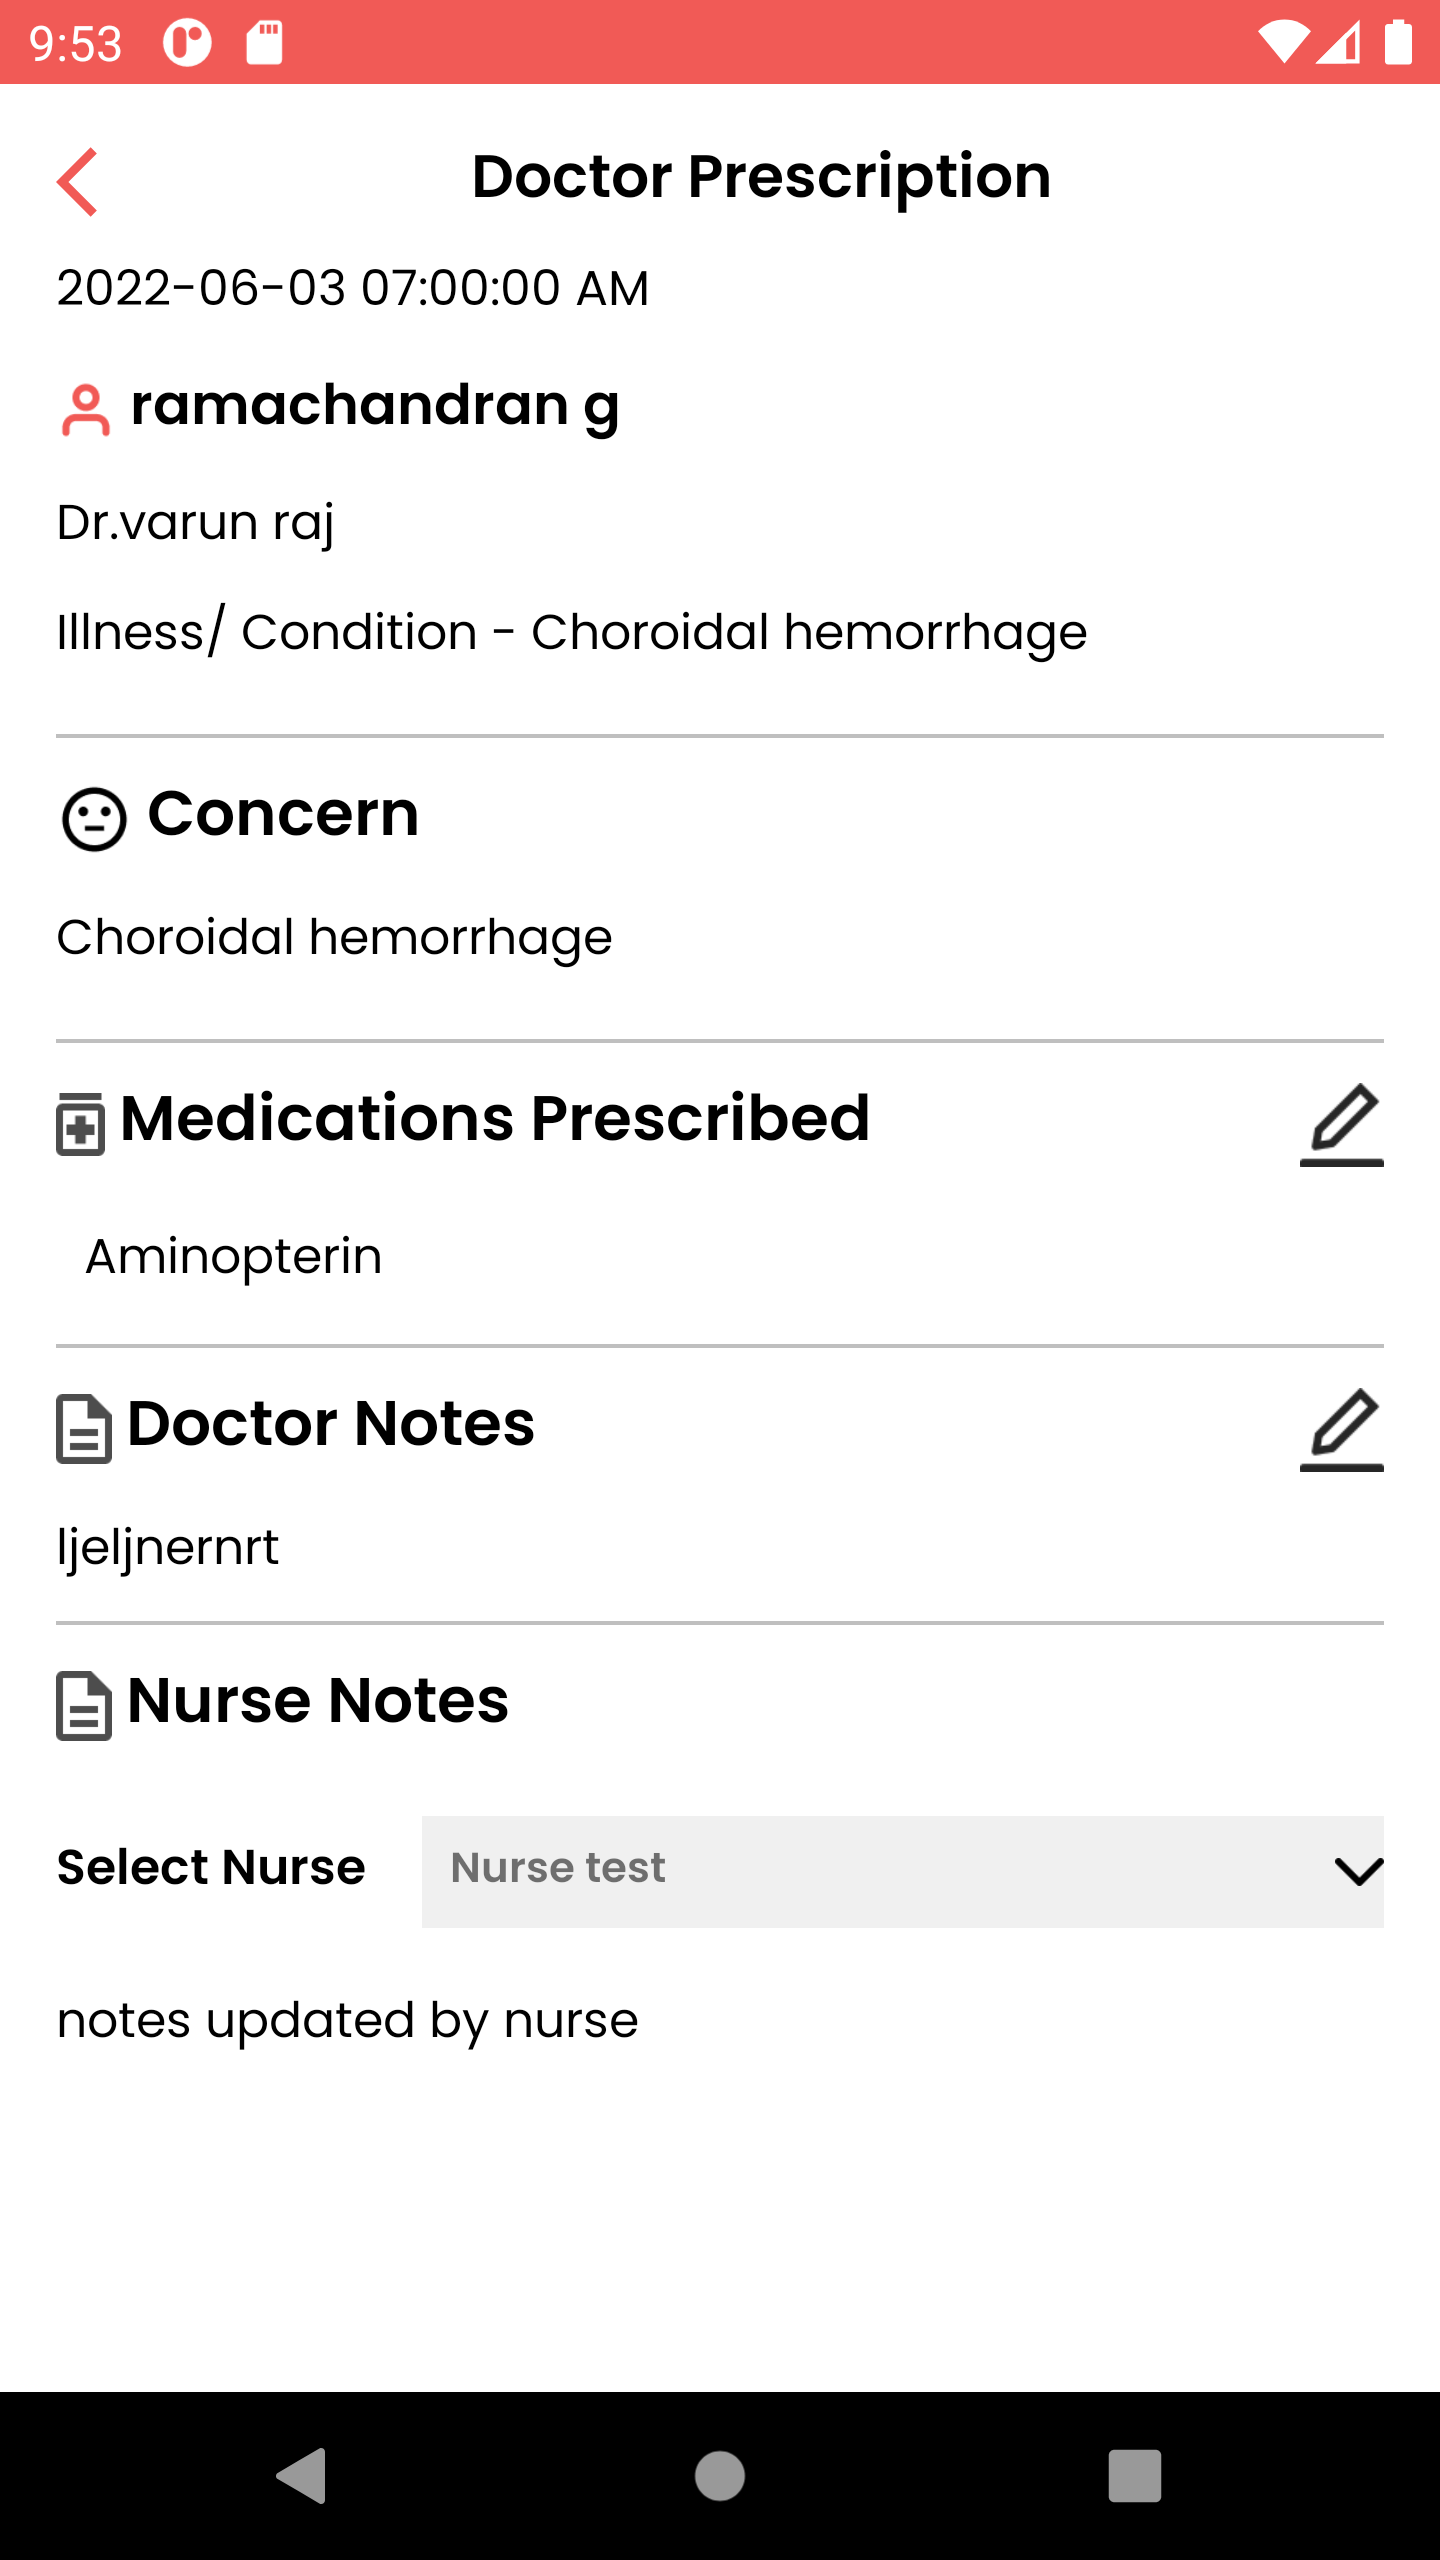 9:53
Doctor Prescription
2022-06-03 07:00:00 AM
ramachandran g
Dr.varun raj
Illness/ Condition - Choroidal hemorrhage
Concern
Choroidal hemorrhage
Medications Prescribed
Aminopterin
Doctor Notes
ljeljnernrt
Nurse Notes
Select Nurse Nurse test
notes updated by nurse